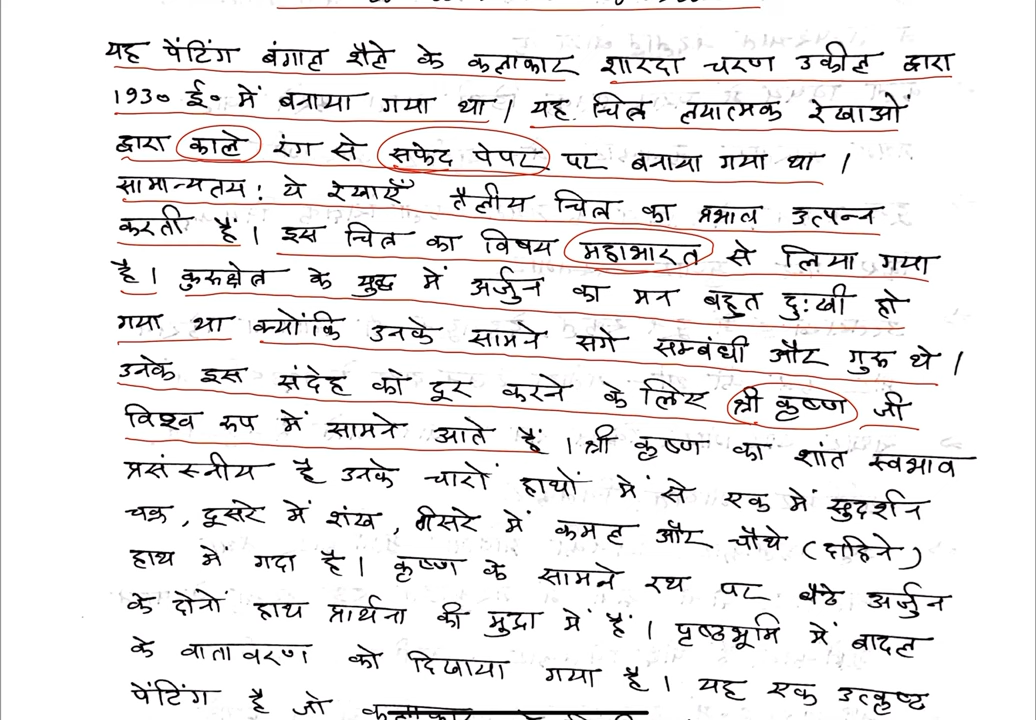 यह पेंटिंग बंगाल शैले के कलाकार शारदा चरण उकील द्वारा
1930 ई० में बनाया गया था। यह चित्र लयात्मक रेखाओं
द्वारा काले रंग से सफेद पेपर पर बनाया गया था।
सामान्यतय: ये रेखाएँ तैलीय चित्र का प्रभाव उत्पन्न
करती हैं। इस चित्र का विषय महाभारत से लिया गया
है। कुरुक्षेत्र के युद्ध में अर्जुन का मन बहुत दु:खी हो
गया था क्योंकि उनके सामने सगे सम्बंधी और गुरु थे।
उनके इस संदेह को दूर करने के लिए श्री कृष्ण जी
विश्व रूप में सामने आते हैं। श्री कृष्ण का शांत स्वभाव
प्रसंस्नीय है उनके चारों हाथों में से एक में सुदर्शन
चक्र, दूसरे में शंख, तीसरे में कमल और चौथे (दाहिने)
हाथ में गदा है। कृष्ण के सामने रथ पर बैठे अर्जुन
के दोनों हाथ प्रार्थना की मुद्रा में हैं। पृष्ठभूमि में बादल
के वातावरण को दिखाया गया है। यह एक उत्कृष्ठ
पेंटिंग है जो